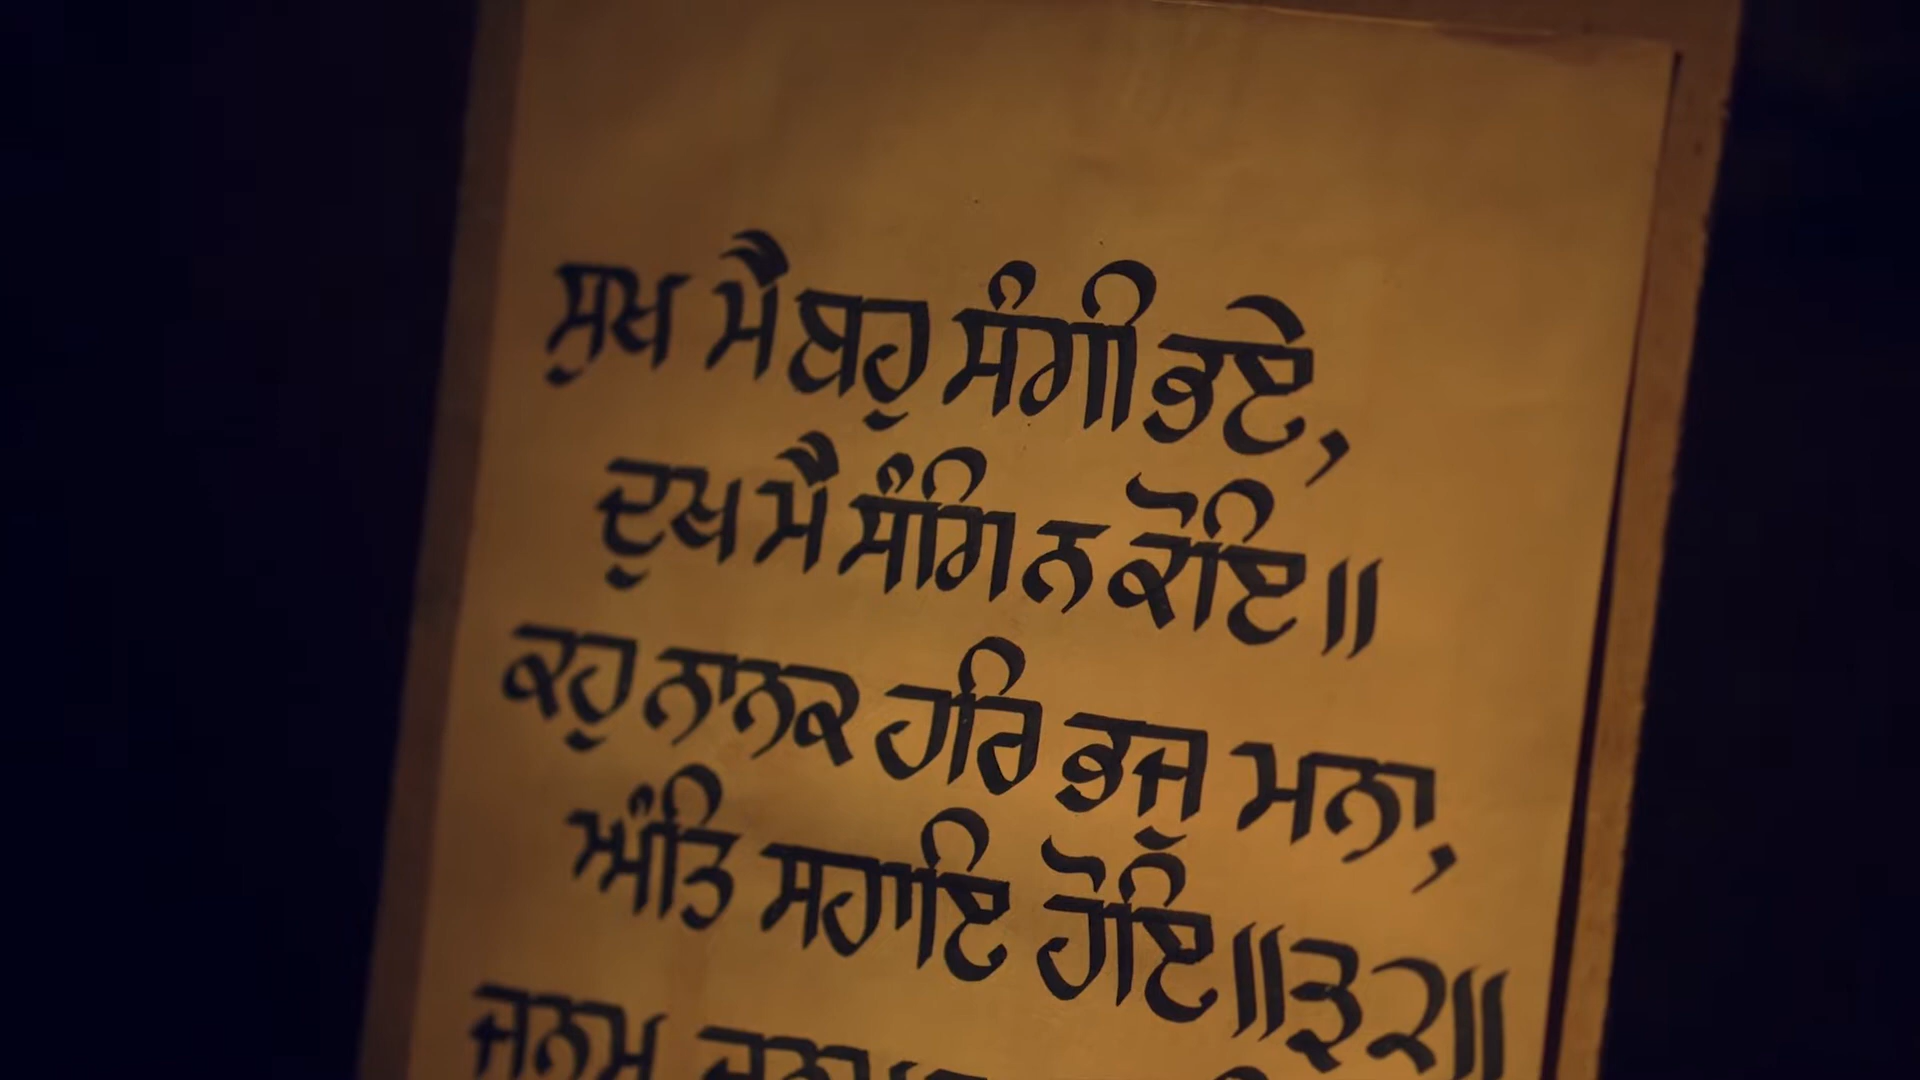 ਸੁਖ ਮੈ ਬਹੁ ਸੰਗੀ ਭਏ,
ਦੁਖ ਮੈ ਸੰਗਿ ਨ ਕੋਇ॥
ਕਹੁ ਨਾਨਕ ਹਰਿ ਭਜੁ ਮਨਾ,
ਅੰਤਿ ਸਹਾਇ ਹੋਇ॥੩੨॥
ਜਨਮ ਜਨਮ